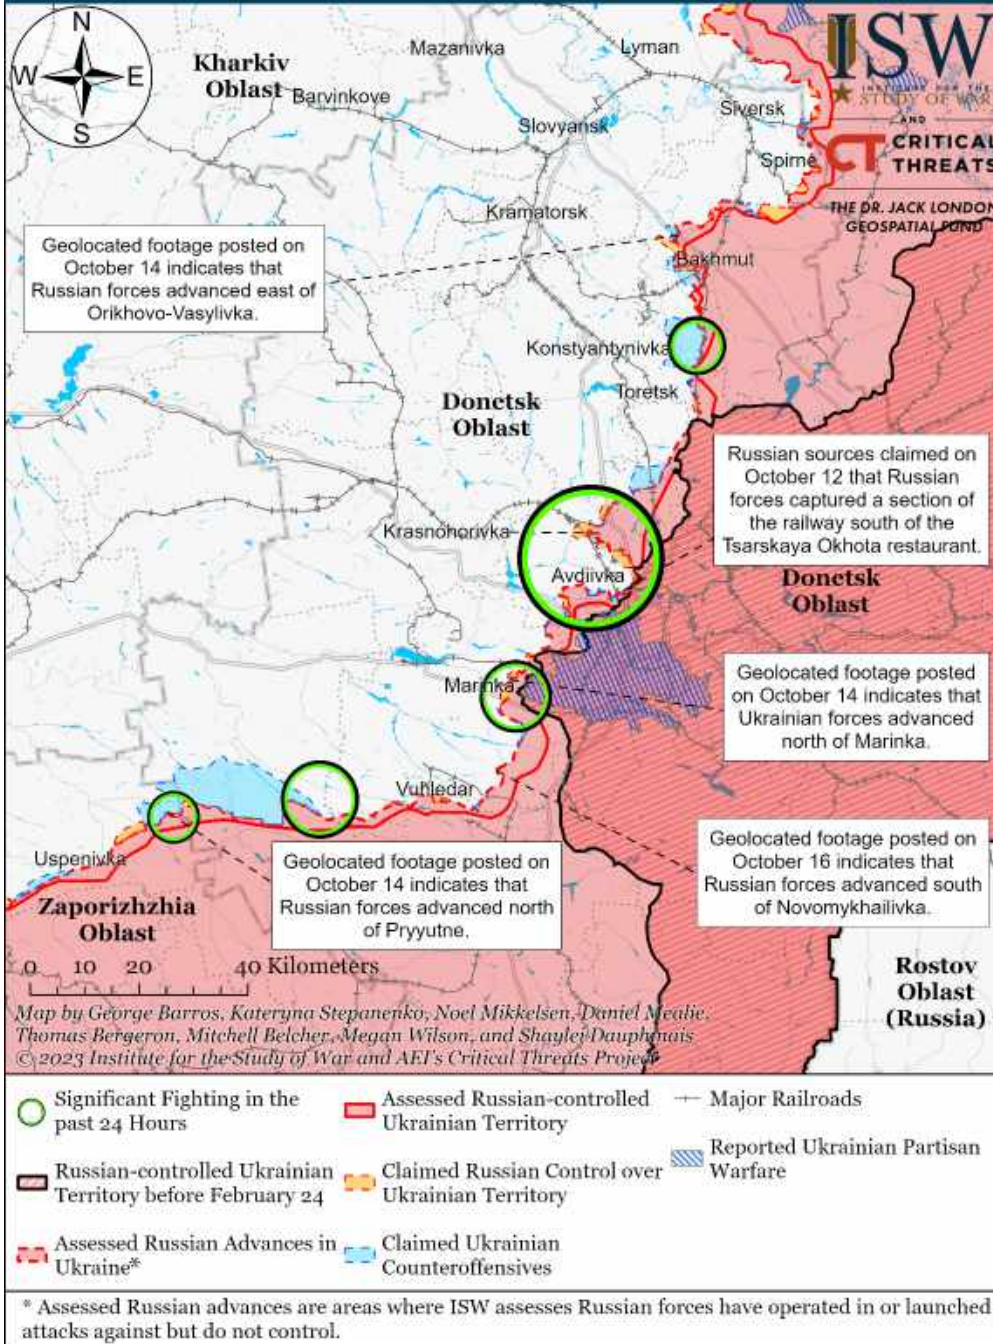 N
W E
S
Kharkiv
Oblast
Mazanivka
Lyman
Barvinkove
Slovyansk
Siversk
Spirne
Kramatorsk
ISW
INSTITUTE FOR THE
STUDY OF WAR
AND
CT CRITICAL
THREATS
THE DR. JACK LONDON
GEOSPATIAL FUND
Geolocated footage posted on
October 14 indicates that
Russian forces advanced east of
Orikhovo-Vasylivka.
Bakhmut
Konstyantynivka
Toretsk
Donetsk
Oblast
Russian sources claimed on
October 12 that Russian
forces captured a section of
the railway south of the
Tsarskaya Okhota restaurant.
Krasnohorivka
Avdiivka
Donetsk
Oblast
Marinka
Geolocated footage posted
on October 14 indicates that
Ukrainian forces advanced
north of Marinka.
Vuhledar
Uspenivka
Geolocated footage posted on
October 14 indicates that
Russian forces advanced north
of Pryyutne.
Geolocated footage posted on
October 16 indicates that
Russian forces advanced south
of Novomykhailivka.
Zaporizhzhia
Oblast
Rostov
Oblast
(Russia)
0 10 20 40 Kilometers
Map by George Barros, Kateryna Stepanenko, Noel Mikkelsen, Daniel Mealie,
Thomas Bergeron, Mitchell Belcher, Megan Wilson, and Shaylei Dauphinais
© 2023 Institute for the Study of War and AEI's Critical Threats Project
Significant Fighting in the
past 24 Hours
Russian-controlled Ukrainian
Territory before February 24
Assessed Russian Advances in
Ukraine*
Assessed Russian-controlled
Ukrainian Territory
Claimed Russian Control over
Ukrainian Territory
Claimed Ukrainian
Counteroffensives
Major Railroads
Reported Ukrainian Partisan
Warfare
* Assessed Russian advances are areas where ISW assesses Russian forces have operated in or launched
attacks against but do not control.